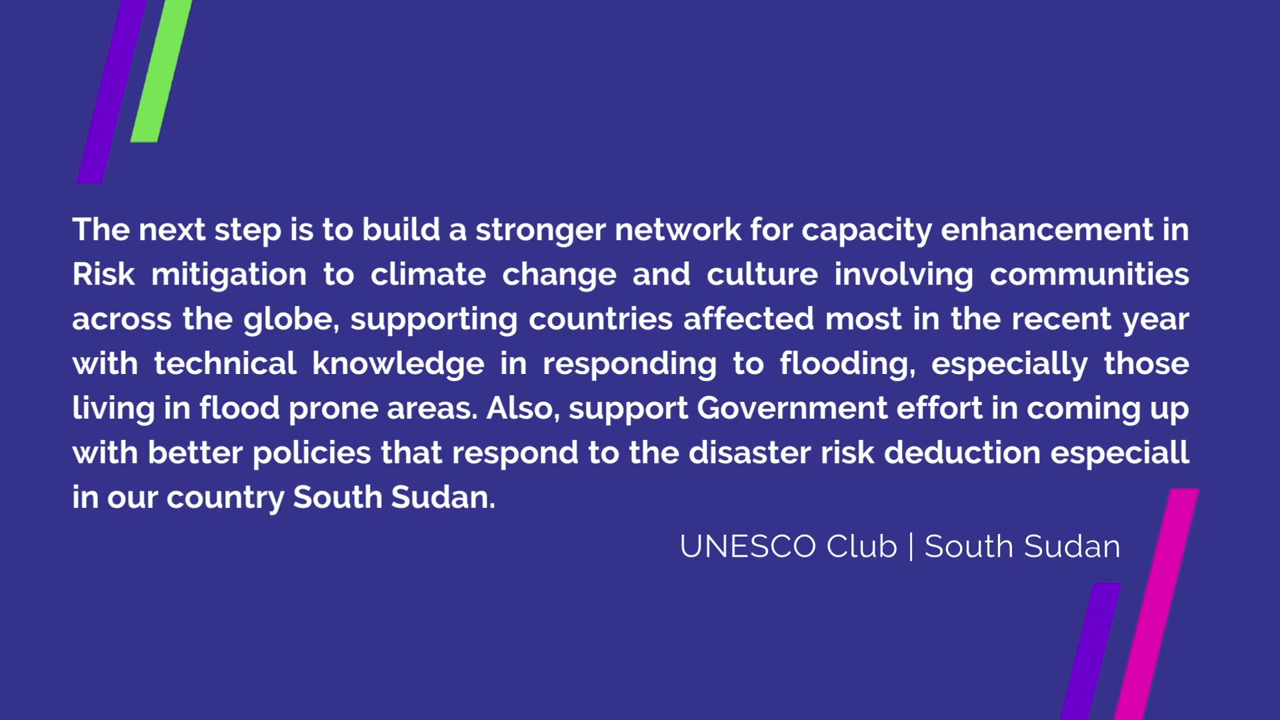 The next step is to build a stronger network for capacity enhancement in
Risk mitigation to climate change and culture involving communities
across the globe, supporting countries affected most in the recent year
with technical knowledge in responding to flooding, especially those
living in flood prone areas. Also, support Government effort in coming up
with better policies that respond to the disaster risk deduction especiall
in our country South Sudan.
UNESCO Club | South Sudan